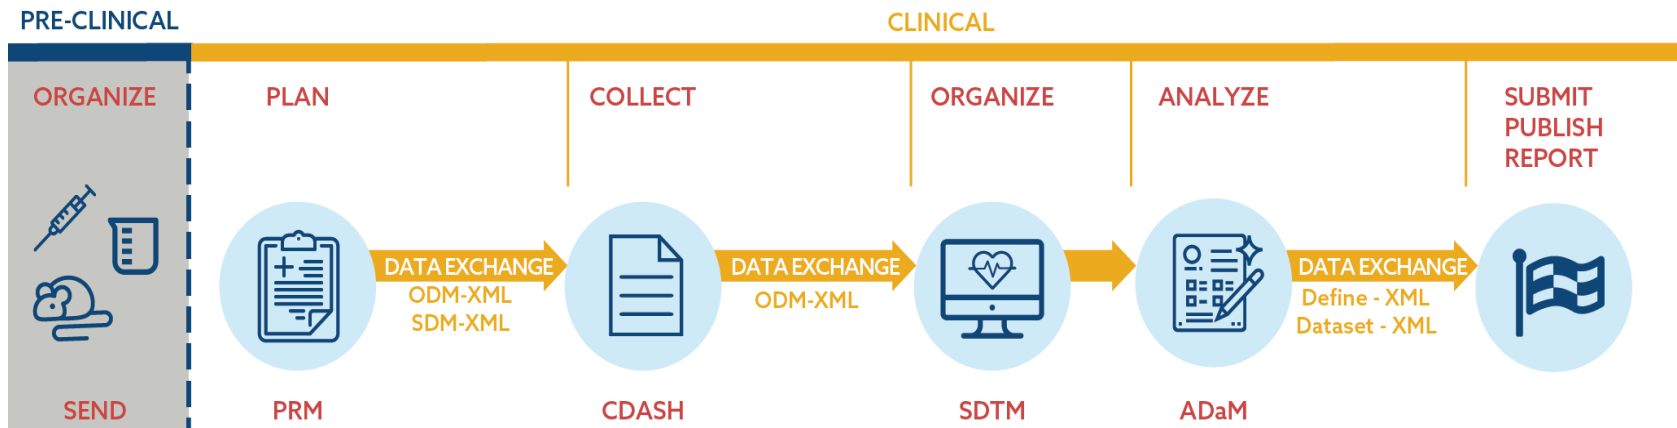 PRE-CLINICAL
CLINICAL
ORGANIZE
PLAN
COLLECT
ORGANIZE
ANALYZE
SUBMIT
PUBLISH
REPORT
DATA EXCHANGE
ODM-XML
SDM-XML
DATA EXCHANGE
ODM-XML
DATA EXCHANGE
Define - XML
Dataset - XML
SEND
PRM
CDASH
SDTM
ADaM